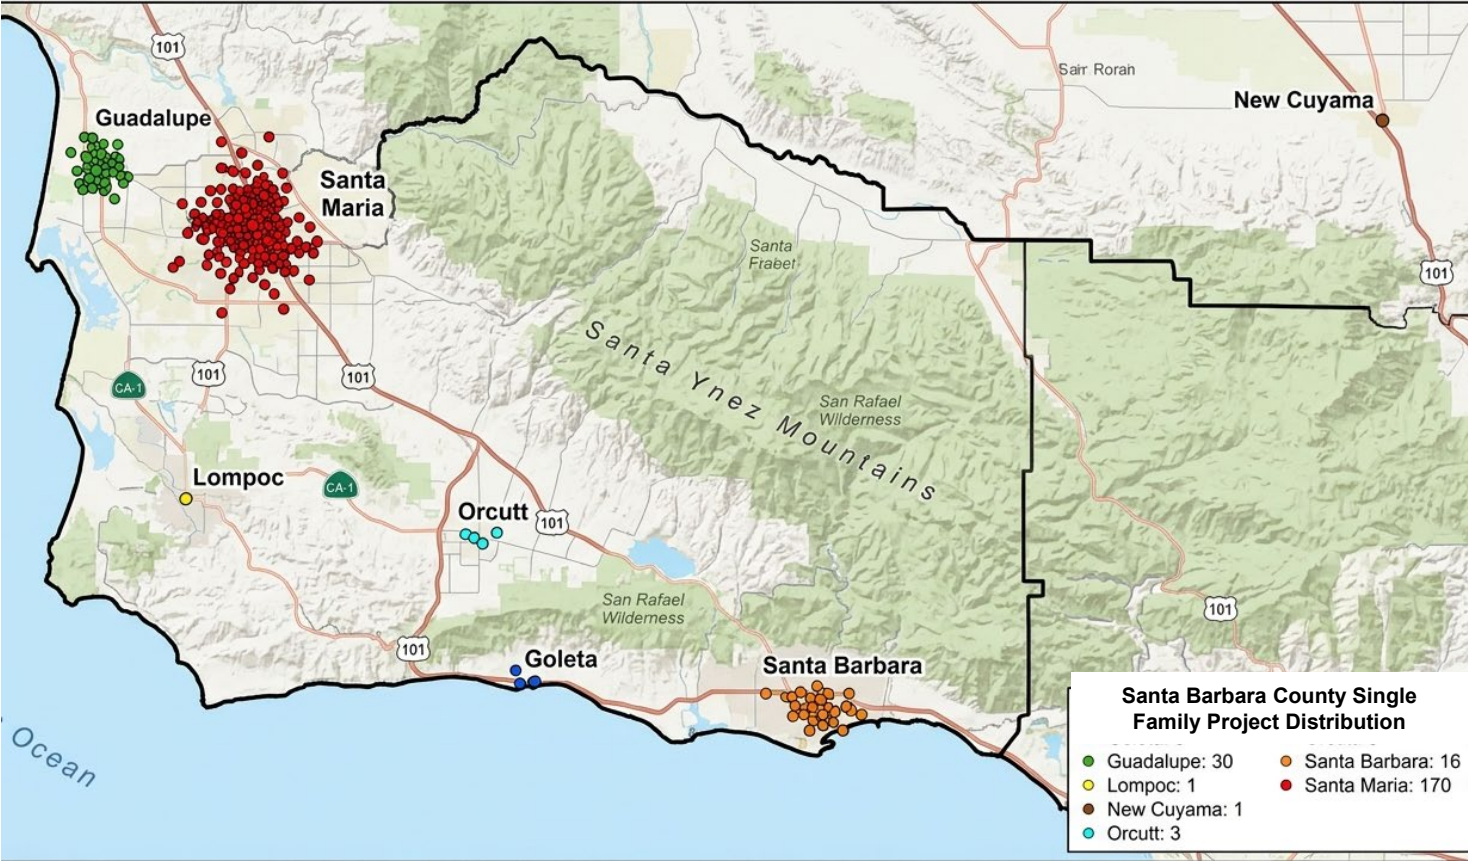 101
Sarr Rorah
New Cuyama
Guadalupe
Santa
Maria
Santa
Frabet
101
Santa Ynez Mountains
101
101
CA-1
San Rafael
Wilderness
Lompoc
CA-1
Orcutt
101
San Rafael
Wilderness
101
101
Goleta
Santa Barbara
Ocean
Santa Barbara County Single
Family Project Distribution
Guadalupe: 30
Lompoc: 1
New Cuyama: 1
Orcutt: 3
Santa Barbara: 16
Santa Maria: 170